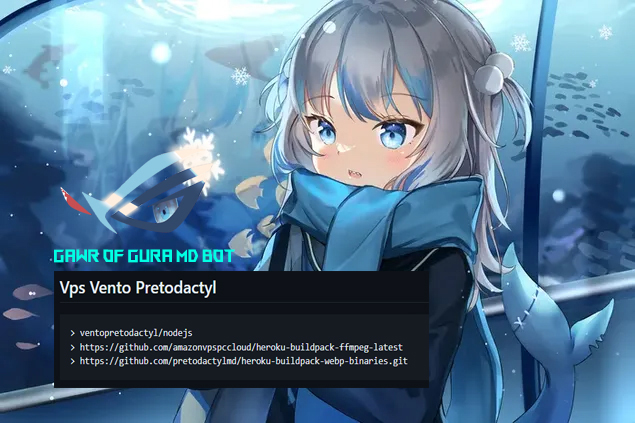 GAWR OF GURA MD BOT
Vps Vento Pretodactyl
> ventopretodactyl/nodejs
> https://github.com/amazonvpspccloud/heroku-buildpack-ffmpeg-latest
> https://github.com/pretodactylmd/heroku-buildpack-webp-binaries.git